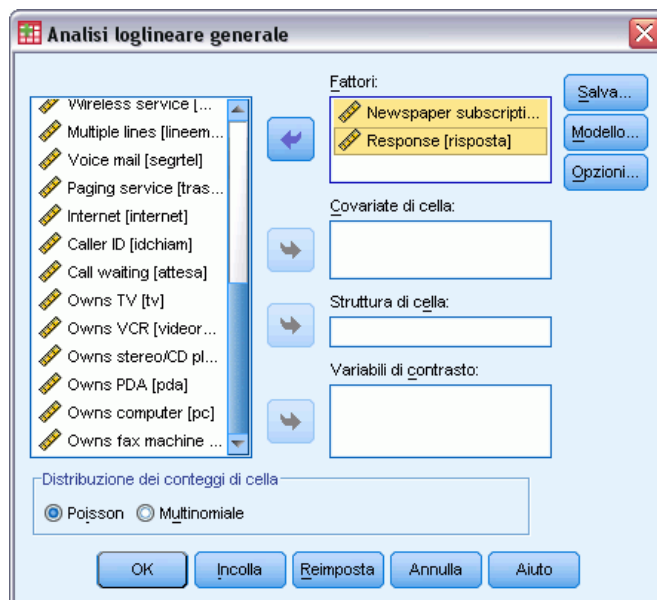 Analisi loglineare generale
Wireless service [...
Multiple lines [lineem...
Voice mail [segrtel]
Paging service [tras...
Internet [internet]
Caller ID [idchiam]
Call waiting [attesa]
Owns TV [tv]
Owns VCR [videor...
Owns stereo/CD pl...
Owns PDA [pda]
Owns computer [pc]
Owns fax machine ...
Fattori:
Newspaper subscripti...
Response [risposta]
Covariate di cella:
Struttura di cella:
Variabili di contrasto:
Salva...
Modello...
Opzioni...
Distribuzione dei conteggi di cella
Poisson
Multinomiale
OK
Incolla
Reimposta
Annulla
Aiuto